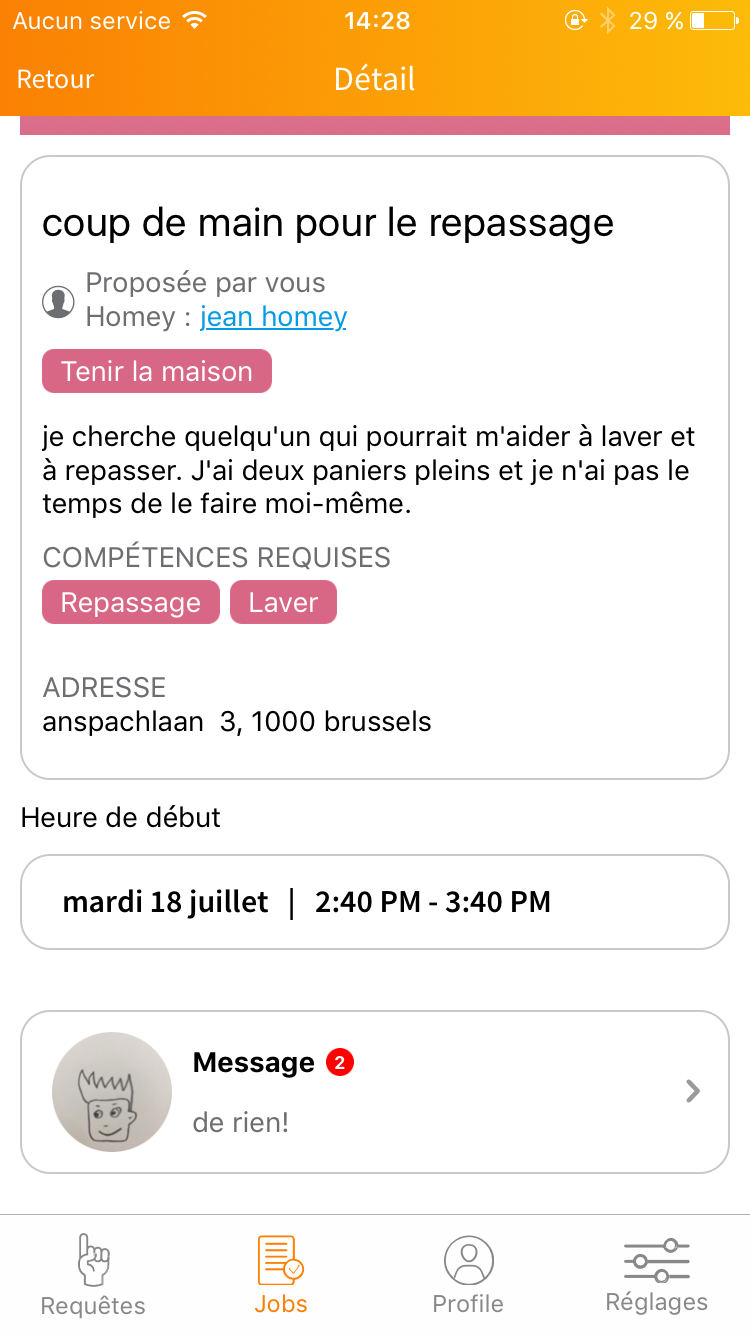 Aucun service 14:28 29 %
Retour Détail
coup de main pour le repassage
Proposée par vous
Homey : jean homey
Tenir la maison
je cherche quelqu'un qui pourrait m'aider à laver et
à repasser. J'ai deux paniers pleins et je n'ai pas le
temps de le faire moi-même.
COMPÉTENCES REQUISES
Repassage Laver
ADRESSE
anspachlaan  3, 1000 brussels
Heure de début
mardi 18 juillet | 2:40 PM - 3:40 PM
Message 2
de rien!
Requêtes Jobs Profile Réglages